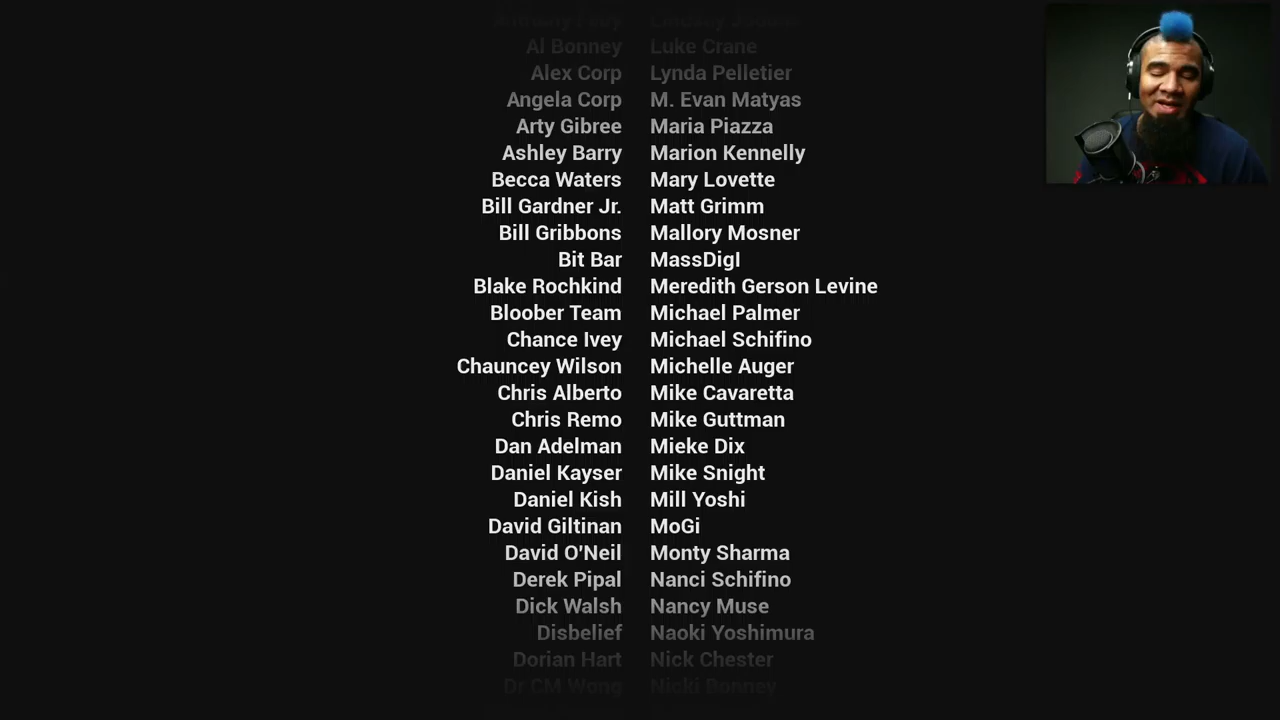 Al Bonney Luke Crane
Alex Corp Lynda Pelletier
Angela Corp M. Evan Matyas
Arty Gibree Maria Piazza
Ashley Barry Marion Kennelly
Becca Waters Mary Lovette
Bill Gardner Jr. Matt Grimm
Bill Gribbons Mallory Mosner
Bit Bar MassDigI
Blake Rochkind Meredith Gerson Levine
Bloober Team Michael Palmer
Chance Ivey Michael Schifino
Chauncey Wilson Michelle Auger
Chris Alberto Mike Cavaretta
Chris Remo Mike Guttman
Dan Adelman Mieke Dix
Daniel Kayser Mike Snight
Daniel Kish Mill Yoshi
David Giltinan MoGi
David O'Neil Monty Sharma
Derek Pipal Nanci Schifino
Dick Walsh Nancy Muse
Disbelief Naoki Yoshimura
Dorian Hart Nick Chester
Dr CM Wong Nicki Bonney